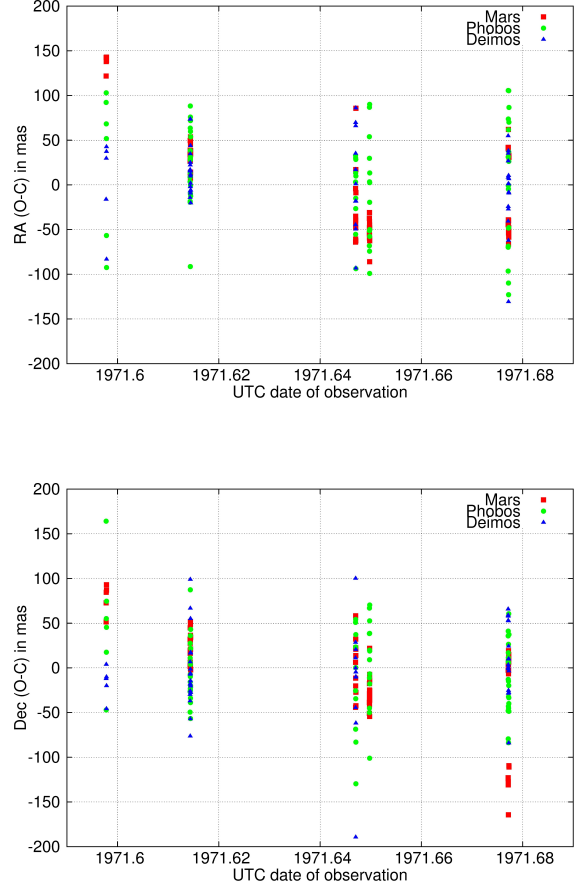 200
150
100
50
0
-50
-100
-150
-200
RA (O-C) in mas
Mars
Phobos
Deimos
1971.6 1971.62 1971.64 1971.66 1971.68
UTC date of observation
200
150
100
50
0
-50
-100
-150
-200
Dec (O-C) in mas
Mars
Phobos
Deimos
1971.6 1971.62 1971.64 1971.66 1971.68
UTC date of observation